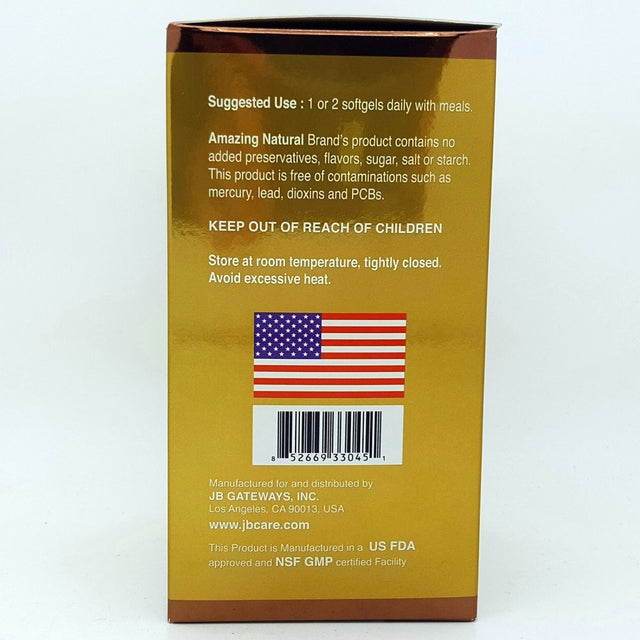 Suggested Use : 1 or 2 softgels daily with meals.
Amazing Natural Brand's product contains no
added preservatives, flavors, sugar, salt or starch.
This product is free of contaminations such as
mercury, lead, dioxins and PCBs.
KEEP OUT OF REACH OF CHILDREN
Store at room temperature, tightly closed.
Avoid excessive heat.
8 52669 33045 1
Manufactured for and distributed by
JB GATEWAYS, INC.
Los Angeles, CA 90013, USA
www.jbcare.com
This Product is Manufactured in a US FDA
approved and NSF GMP certified Facility